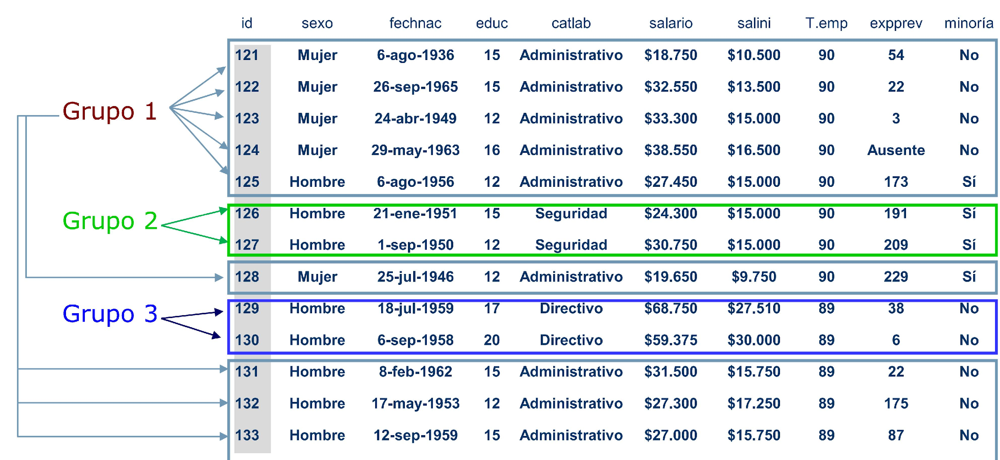 id sexo fechnac educ catlab salario salini T.emp expprev minoría
121 Mujer 6-ago-1936 15 Administrativo $18.750 $10.500 90 54 No
122 Mujer 26-sep-1965 15 Administrativo $32.550 $13.500 90 22 No
Grupo 1
123 Mujer 24-abr-1949 12 Administrativo $33.300 $15.000 90 3 No
124 Mujer 29-may-1963 16 Administrativo $38.550 $16.500 90 Ausente No
125 Hombre 6-ago-1956 12 Administrativo $27.450 $15.000 90 173 Sí
126 Hombre 21-ene-1951 15 Seguridad $24.300 $15.000 90 191 Sí
Grupo 2
127 Hombre 1-sep-1950 12 Seguridad $30.750 $15.000 90 209 Sí
128 Mujer 25-jul-1946 12 Administrativo $19.650 $9.750 90 229 Sí
Grupo 3
129 Hombre 18-jul-1959 17 Directivo $68.750 $27.510 89 38 No
130 Hombre 6-sep-1958 20 Directivo $59.375 $30.000 89 6 No
131 Hombre 8-feb-1962 15 Administrativo $31.500 $15.750 89 22 No
132 Hombre 17-may-1953 12 Administrativo $27.300 $17.250 89 175 No
133 Hombre 12-sep-1959 15 Administrativo $27.000 $15.750 89 87 No